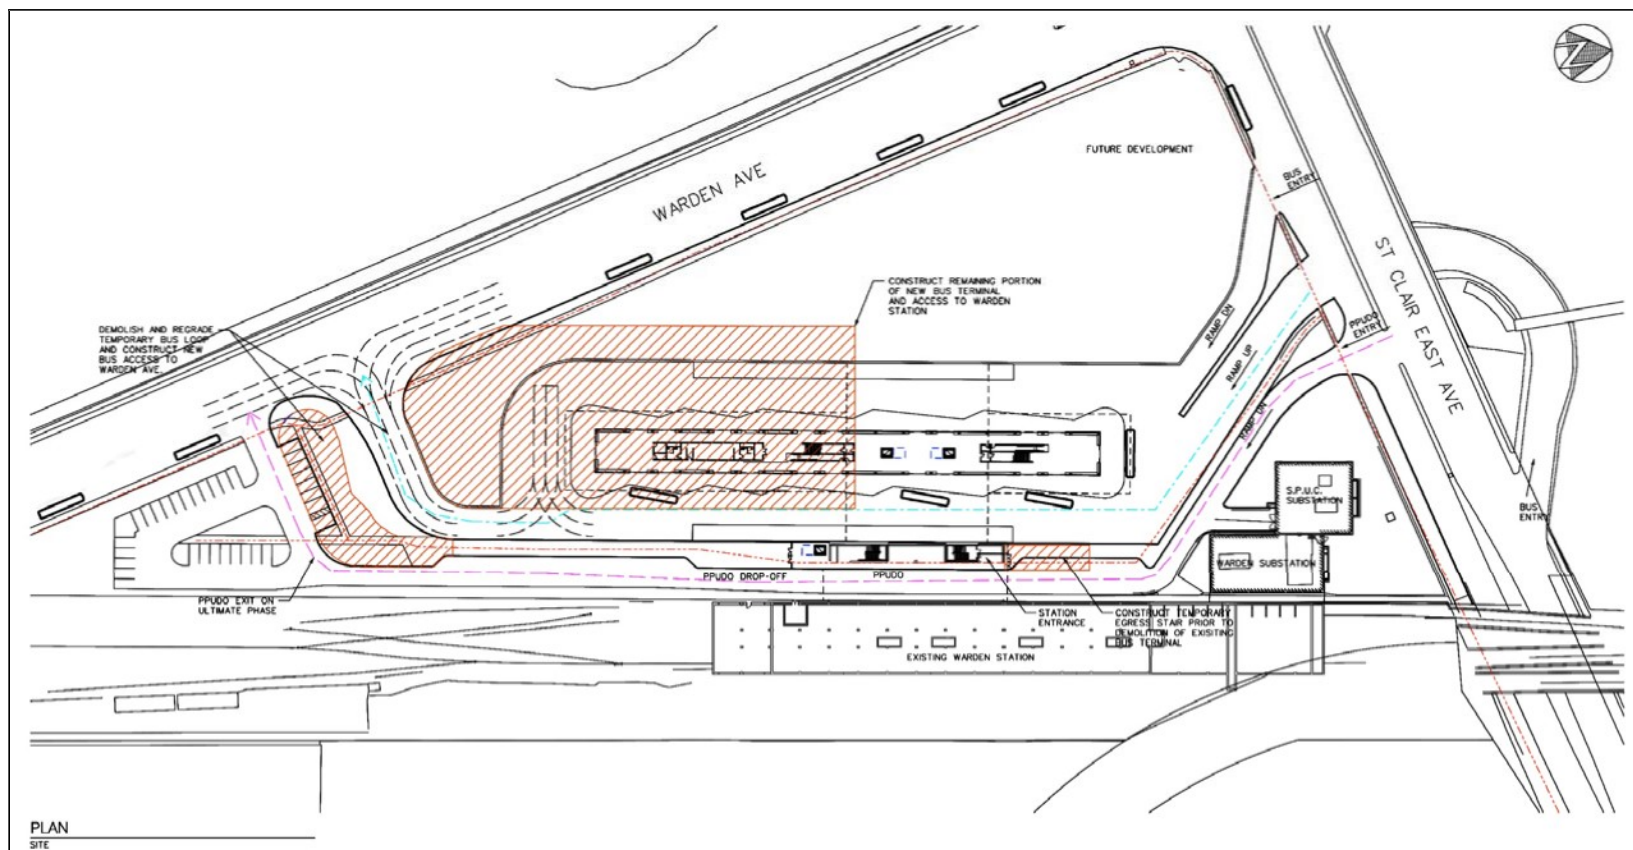 WARDEN AVE
FUTURE DEVELOPMENT
BUS
ENTRY
ST CLAIR EAST AVE
CONSTRUCT REMAINING PORTION
OF NEW BUS TERMINAL
AND ACCESS TO WARDEN
STATION
RAMP DN
RAMP UP
PPUDO
ENTRY
DEMOLISH AND REGRADE
TEMPORARY BUS LOOP
AND CONSTRUCT NEW
BUS ACCESS TO
WARDEN AVE.
RAMP DN
S.P.U.C.
SUBSTATION
BUS
ENTRY
WARDEN SUBSTATION
PPUDO DROP-OFF
PPUDO
PPUDO EXIT ON
ULTIMATE PHASE
STATION
ENTRANCE
CONSTRUCT TEMPORARY
EGRESS STAIR PRIOR TO
DEMOLITION OF EXISITING
BUS TERMINAL
EXISTING WARDEN STATION
PLAN
SITE